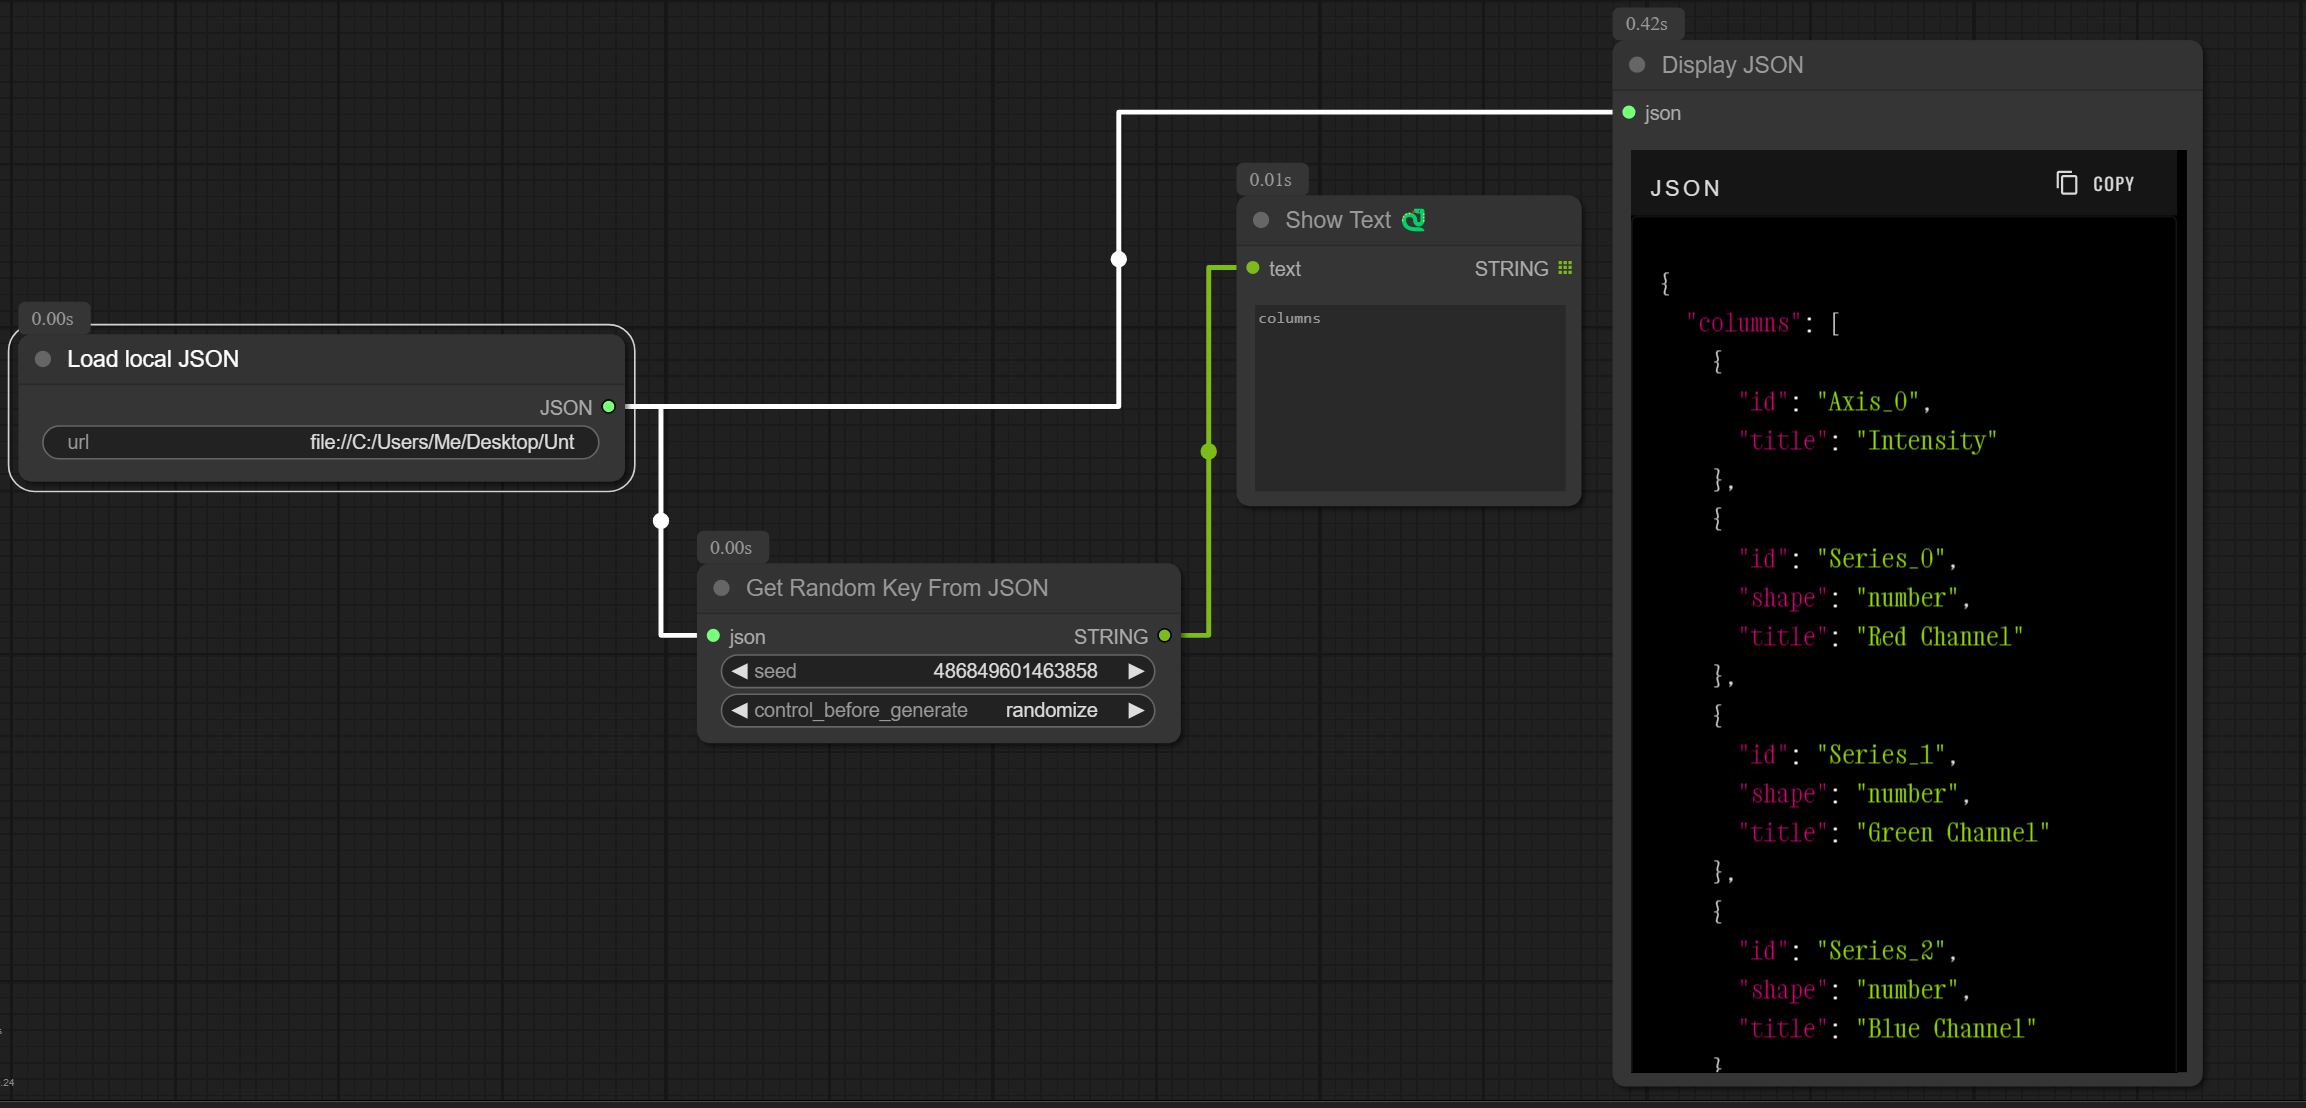 0.00s
Load local JSON
JSON
url file://C:/Users/Me/Desktop/Unt
0.00s
Get Random Key From JSON
json STRING
seed 486849601463858
control_before_generate randomize
0.01s
Show Text
text STRING
columns
0.42s
Display JSON
json
JSON COPY
{
"columns": [
{
"id": "Axis_0",
"title": "Intensity"
},
{
"id": "Series_0",
"shape": "number",
"title": "Red Channel"
},
{
"id": "Series_1",
"shape": "number",
"title": "Green Channel"
},
{
"id": "Series_2",
"shape": "number",
"title": "Blue Channel"
}
.24